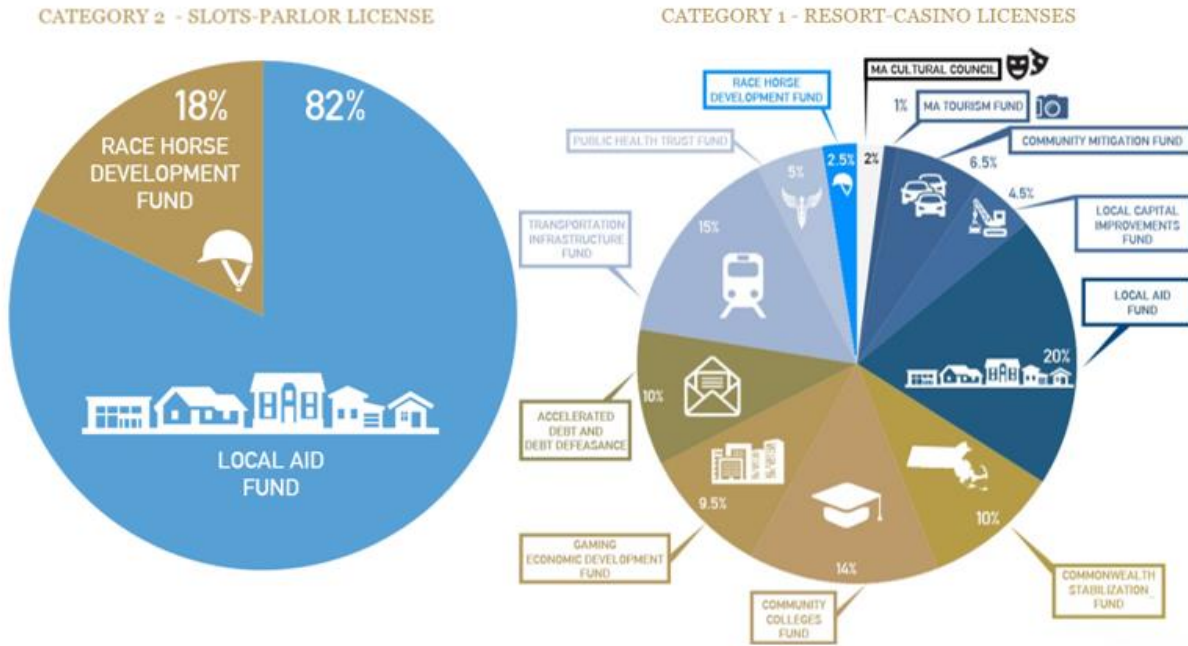 CATEGORY 2 - SLOTS-PARLOR LICENSE
18%
RACE HORSE
DEVELOPMENT
FUND
82%
LOCAL AID
FUND
CATEGORY 1 - RESORT-CASINO LICENSES
MA CULTURAL COUNCIL
2%
1%
MA TOURISM FUND
COMMUNITY MITIGATION FUND
6.5%
4.5%
LOCAL CAPITAL
IMPROVEMENTS
FUND
LOCAL AID
FUND
20%
10%
COMMONWEALTH
STABILIZATION
FUND
14%
COMMUNITY
COLLEGES
FUND
9.5%
GAMING
ECONOMIC DEVELOPMENT
FUND
10%
ACCELERATED
DEBT AND
DEBT DEFEASANCE
15%
TRANSPORTATION
INFRASTRUCTURE
FUND
5%
PUBLIC HEALTH TRUST FUND
2.5%
RACE HORSE
DEVELOPMENT FUND